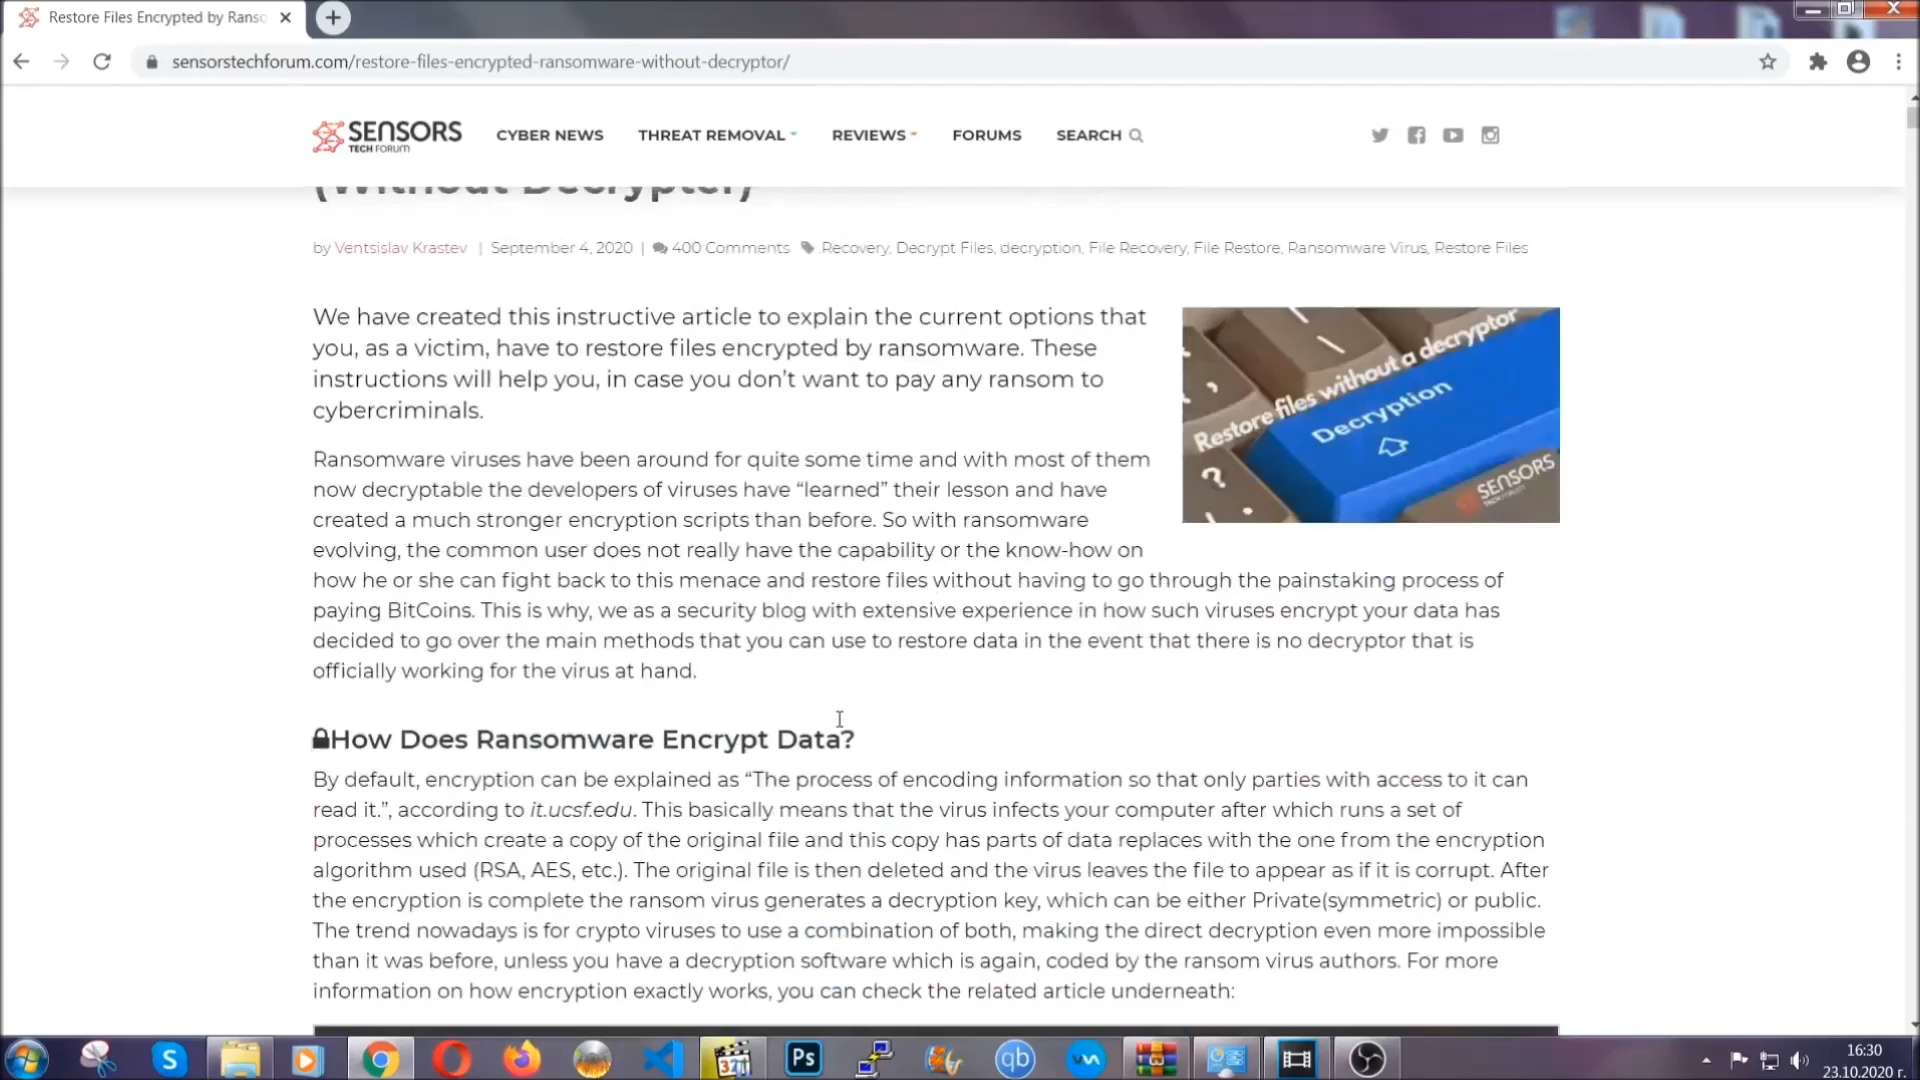 Restore Files Encrypted by Ranso
sensorstechforum.com/restore-files-encrypted-ransomware-without-decryptor/
SENSORS
TECH FORUM
CYBER NEWS THREAT REMOVAL REVIEWS FORUMS SEARCH
(Without Decrypter)
by Ventsislav Krastev | September 4, 2020 | 400 Comments Recovery, Decrypt Files, decryption, File Recovery, File Restore, Ransomware Virus, Restore Files
We have created this instructive article to explain the current options that
you, as a victim, have to restore files encrypted by ransomware. These
instructions will help you, in case you don't want to pay any ransom to
cybercriminals.
Restore files without a decryptor
Decryption
SENSORS
Ransomware viruses have been around for quite some time and with most of them
now decryptable the developers of viruses have “learned” their lesson and have
created a much stronger encryption scripts than before. So with ransomware
evolving, the common user does not really have the capability or the know-how on
how he or she can fight back to this menace and restore files without having to go through the painstaking process of
paying BitCoins. This is why, we as a security blog with extensive experience in how such viruses encrypt your data has
decided to go over the main methods that you can use to restore data in the event that there is no decryptor that is
officially working for the virus at hand.
How Does Ransomware Encrypt Data?
By default, encryption can be explained as “The process of encoding information so that only parties with access to it can
read it.”, according to it.ucsf.edu. This basically means that the virus infects your computer after which runs a set of
processes which create a copy of the original file and this copy has parts of data replaces with the one from the encryption
algorithm used (RSA, AES, etc.). The original file is then deleted and the virus leaves the file to appear as if it is corrupt. After
the encryption is complete the ransom virus generates a decryption key, which can be either Private(symmetric) or public.
The trend nowadays is for crypto viruses to use a combination of both, making the direct decryption even more impossible
than it was before, unless you have a decryption software which is again, coded by the ransom virus authors. For more
information on how encryption exactly works, you can check the related article underneath:
Ps
qb
16:30
23.10.2020 г.